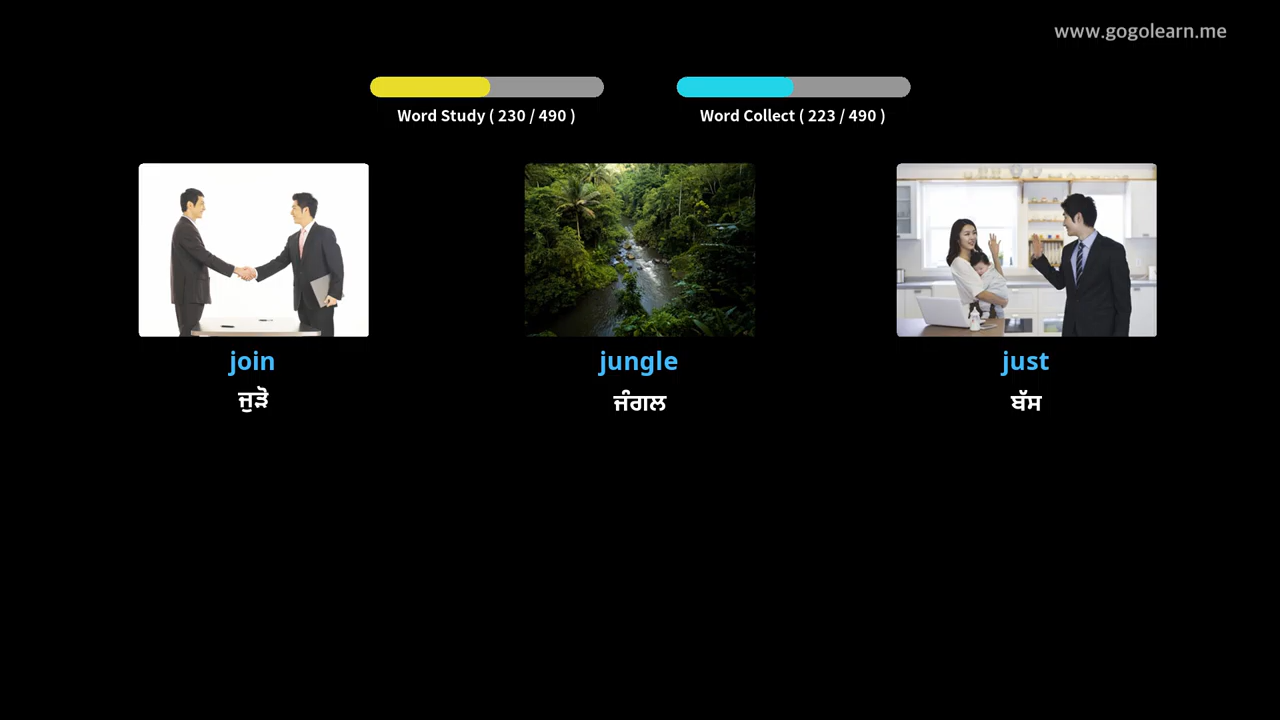 www.gogolearn.me
Word Study ( 230 / 490 )
Word Collect ( 223 / 490 )
join
jungle
just
ਜੁੜੋ
ਜੰਗਲ
ਬੱਸ